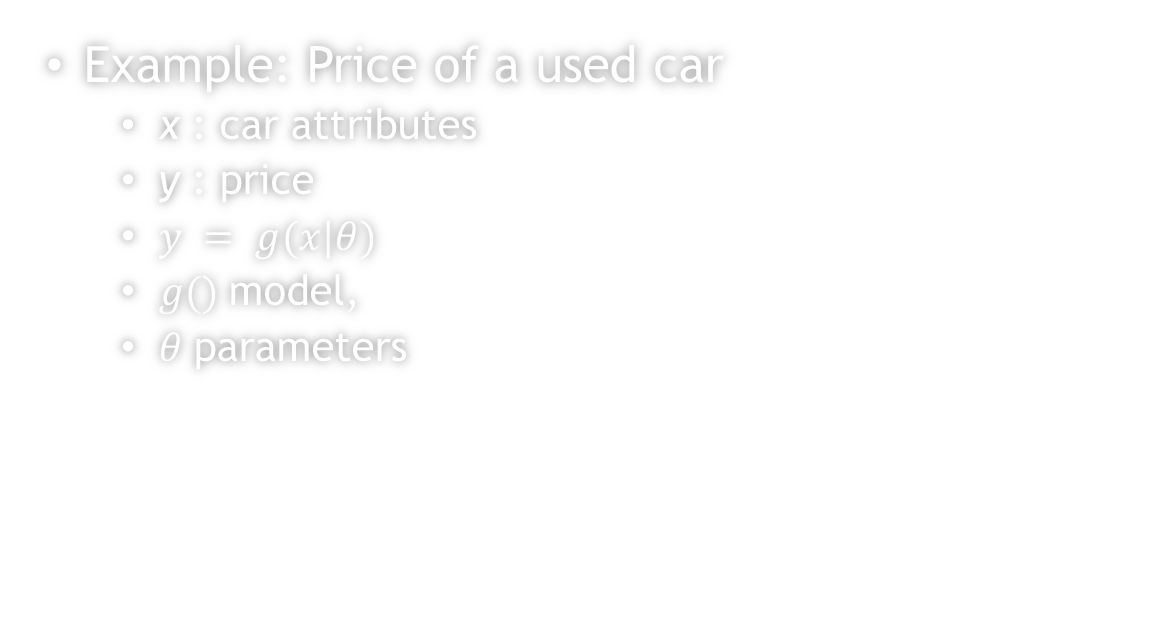 • Example: Price of a used car
• x : car attributes
• y : price
• y = g(x|θ)
• g() model,
• θ parameters